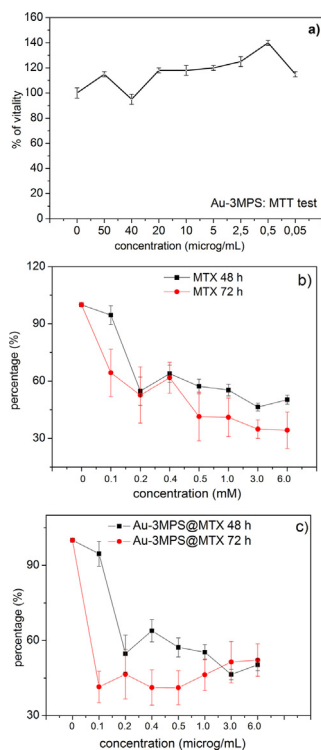 a)
160
140
120
100
80
60
40
20
0
% of vitality
Au-3MPS: MTT test
0 50 40 20 10 5 2,5 0,5 0,05
concentration (microg/mL)
b)
MTX 48 h
MTX 72 h
120
90
60
30
percentage (%)
0 0.1 0.2 0.4 0.5 1.0 3.0 6.0
concentration (mM)
c)
Au-3MPS@MTX 48 h
Au-3MPS@MTX 72 h
90
60
30
percentage (%)
0 0.1 0.2 0.4 0.5 1.0 3.0 6.0
concentration (microg/mL)